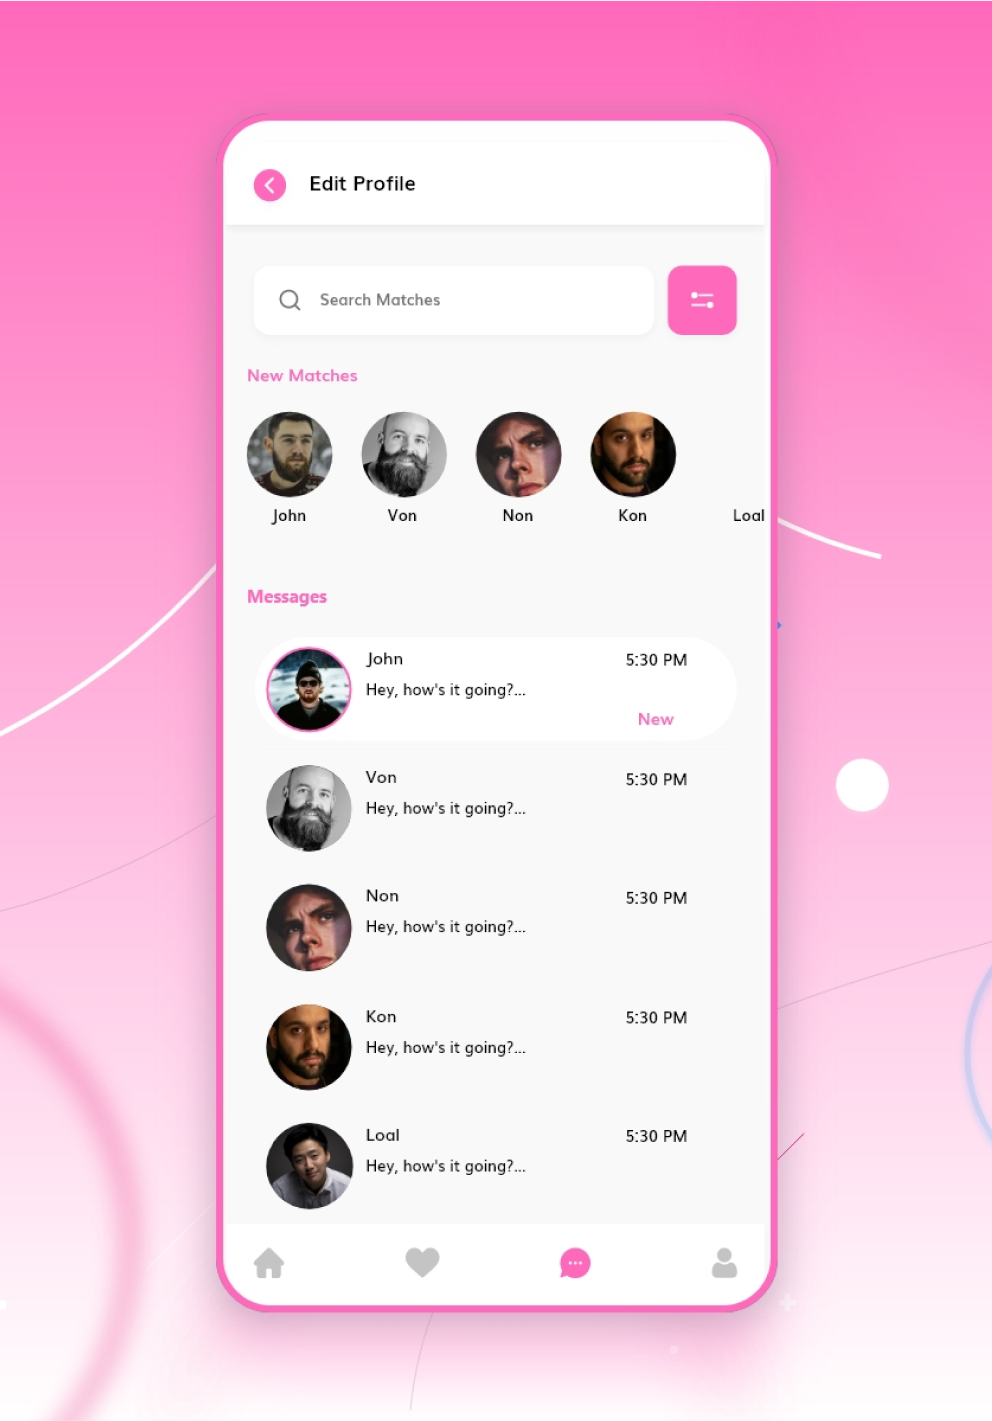 Edit Profile
Search Matches
New Matches
John Von Non Kon Loal
Messages
John 5:30 PM
Hey, how's it going?...
New
Von 5:30 PM
Hey, how's it going?...
Non 5:30 PM
Hey, how's it going?...
Kon 5:30 PM
Hey, how's it going?...
Loal 5:30 PM
Hey, how's it going?...